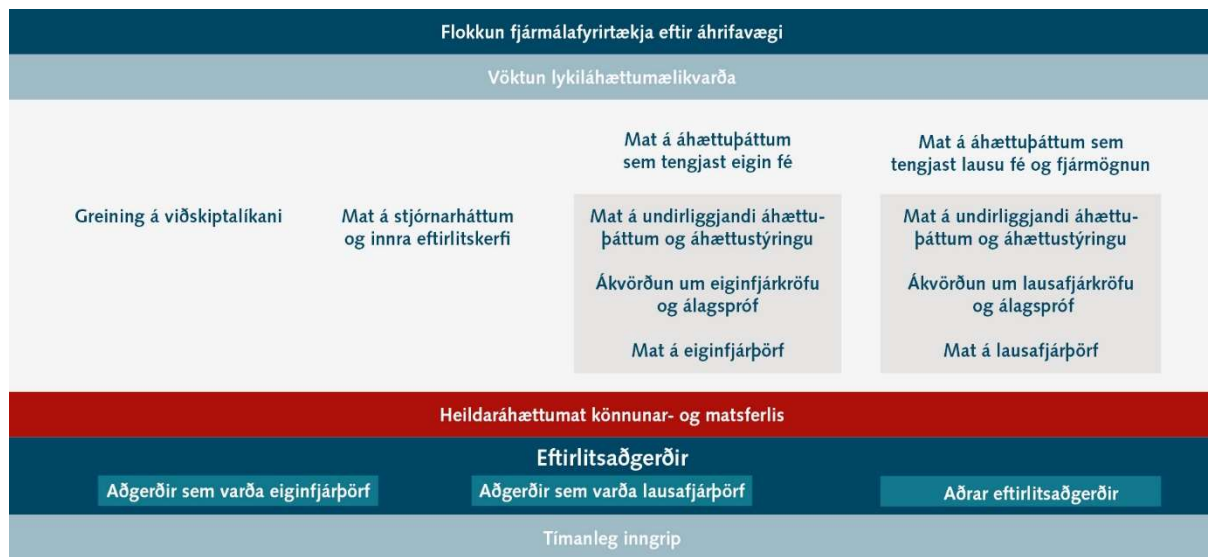 Flokkun fjármálafyrirtækja eftir áhrifavægi
Vöktun lykiláhættumælikvarða
Greining á viðskiptalíkani
Mat á stjórnarháttum
og innra eftirlitskerfi
Mat á áhættuþáttum
sem tengjast eigin fé
Mat á undirliggjandi áhættu-
þáttum og áhættustýringu
Ákvörðun um eiginfjárkröfu
og álagspróf
Mat á eiginfjárþörf
Mat á áhættuþáttum sem
tengjast lausu fé og fjármögnun
Mat á undirliggjandi áhættu-
þáttum og áhættustýringu
Ákvörðun um lausafjárkröfu
og álagspróf
Mat á lausafjárþörf
Heildaráhættumat könnunar- og matsferlis
Eftirlitsaðgerðir
Aðgerðir sem varða eiginfjárþörf
Aðgerðir sem varða lausafjárþörf
Aðrar eftirlitsaðgerðir
Tímanleg inngrip